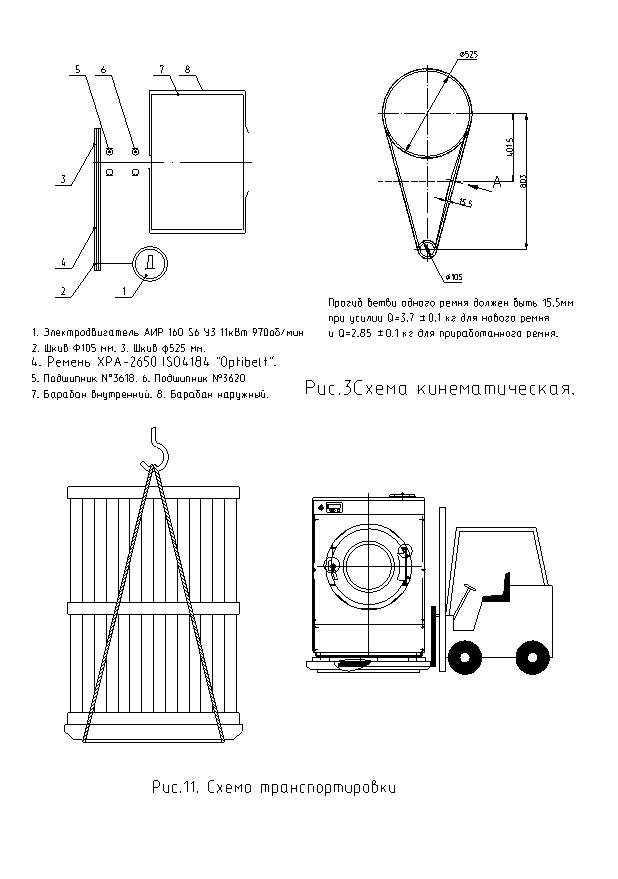 5 6 7 8
3
4
2 1
ø525
401.5
803
A
15.5
ø105
Прогиб ветви одного ремня должен быть 15,5мм
при усилии Q=3,7 ±0,1 кг для нового ремня
и Q=2,85 ±0,1 кг для приработанного ремня.
1. Электродвигатель АИР 160 S6 У3 11кВт 970об/мин
2. Шкив Ф105 мм. 3. Шкив ф525 мм.
4. Ремень XPA-2650 ISO4184 "Optibelt".
5. Подшипник N°3618. 6. Подшипник N°3620
7. Барабан внутренний. 8. Барабан наружный.
Рис.3Схема кинематическая.
Рис.11. Схема транспортировки